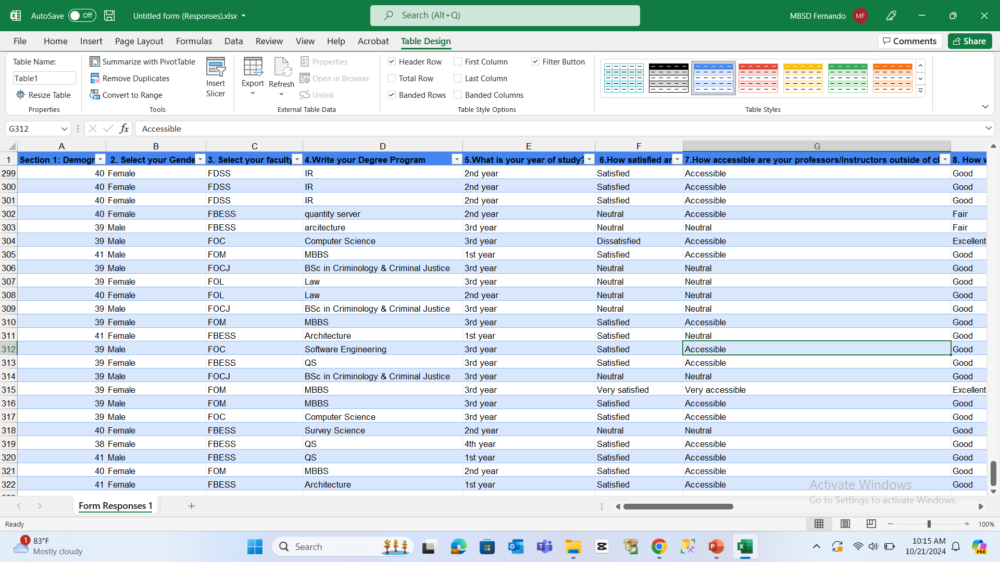 AutoSave Off Untitled form (Responses).xlsx Search (Alt+Q) MBSD Fernando MF
File Home Insert Page Layout Formulas Data Review View Help Acrobat Table Design Comments Share
Table Name: Summarize with PivotTable Properties Header Row First Column Filter Button
Table1 Remove Duplicates Insert Slicer Export Refresh Open in Browser Total Row Last Column
Resize Table Convert to Range Unlink Banded Rows Banded Columns
Properties Tools External Table Data Table Style Options Table Styles
G312 fx Accessible
A B C D E F G
1 Section 1: Demogr 2. Select your Gende 3. Select your faculty 4.Write your Degree Program 5.What is your year of study? 6.How satisfied ar 7.How accessible are your professors/instructors outside of cl 8. How v
299 40 Female FDSS IR 2nd year Satisfied Accessible Good
300 40 Female FDSS IR 2nd year Satisfied Accessible Good
301 40 Female FDSS IR 2nd year Satisfied Accessible Good
302 40 Female FBESS quantity server 2nd year Neutral Accessible Fair
303 39 Male FBESS arcitecture 3rd year Neutral Neutral Fair
304 39 Male FOC Computer Science 3rd year Dissatisfied Accessible Excellent
305 41 Male FOM MBBS 1st year Satisfied Accessible Good
306 39 Male FOCJ BSc in Criminology & Criminal Justice 3rd year Neutral Neutral Good
307 39 Female FOL Law 3rd year Neutral Neutral Good
308 40 Female FOL Law 2nd year Neutral Neutral Good
309 39 Male FOCJ BSc in Criminology & Criminal Justice 3rd year Neutral Neutral Good
310 39 Female FOM MBBS 3rd year Satisfied Accessible Good
311 41 Female FBESS Architecture 1st year Satisfied Neutral Good
312 39 Male FOC Software Engineering 3rd year Satisfied Accessible Good
313 39 Female FBESS QS 3rd year Satisfied Accessible Good
314 39 Male FOCJ BSc in Criminology & Criminal Justice 3rd year Neutral Neutral Good
315 39 Female FOM MBBS 3rd year Very satisfied Very accessible Excellent
316 39 Male FOM MBBS 3rd year Satisfied Accessible Good
317 39 Male FOC Computer Science 3rd year Satisfied Accessible Good
318 40 Female FBESS Survey Science 2nd year Neutral Neutral Good
319 38 Female FBESS QS 4th year Satisfied Accessible Good
320 41 Male FBESS QS 1st year Satisfied Accessible Good
321 40 Female FOM MBBS 2nd year Satisfied Accessible Good
322 41 Female FBESS Architecture 1st year Satisfied Accessible Good
Activate Windows
Go to Settings to activate Windows.
Form Responses 1
Ready 100%
1 83°F Search 10:15 AM
Mostly cloudy 10/21/2024 PRE